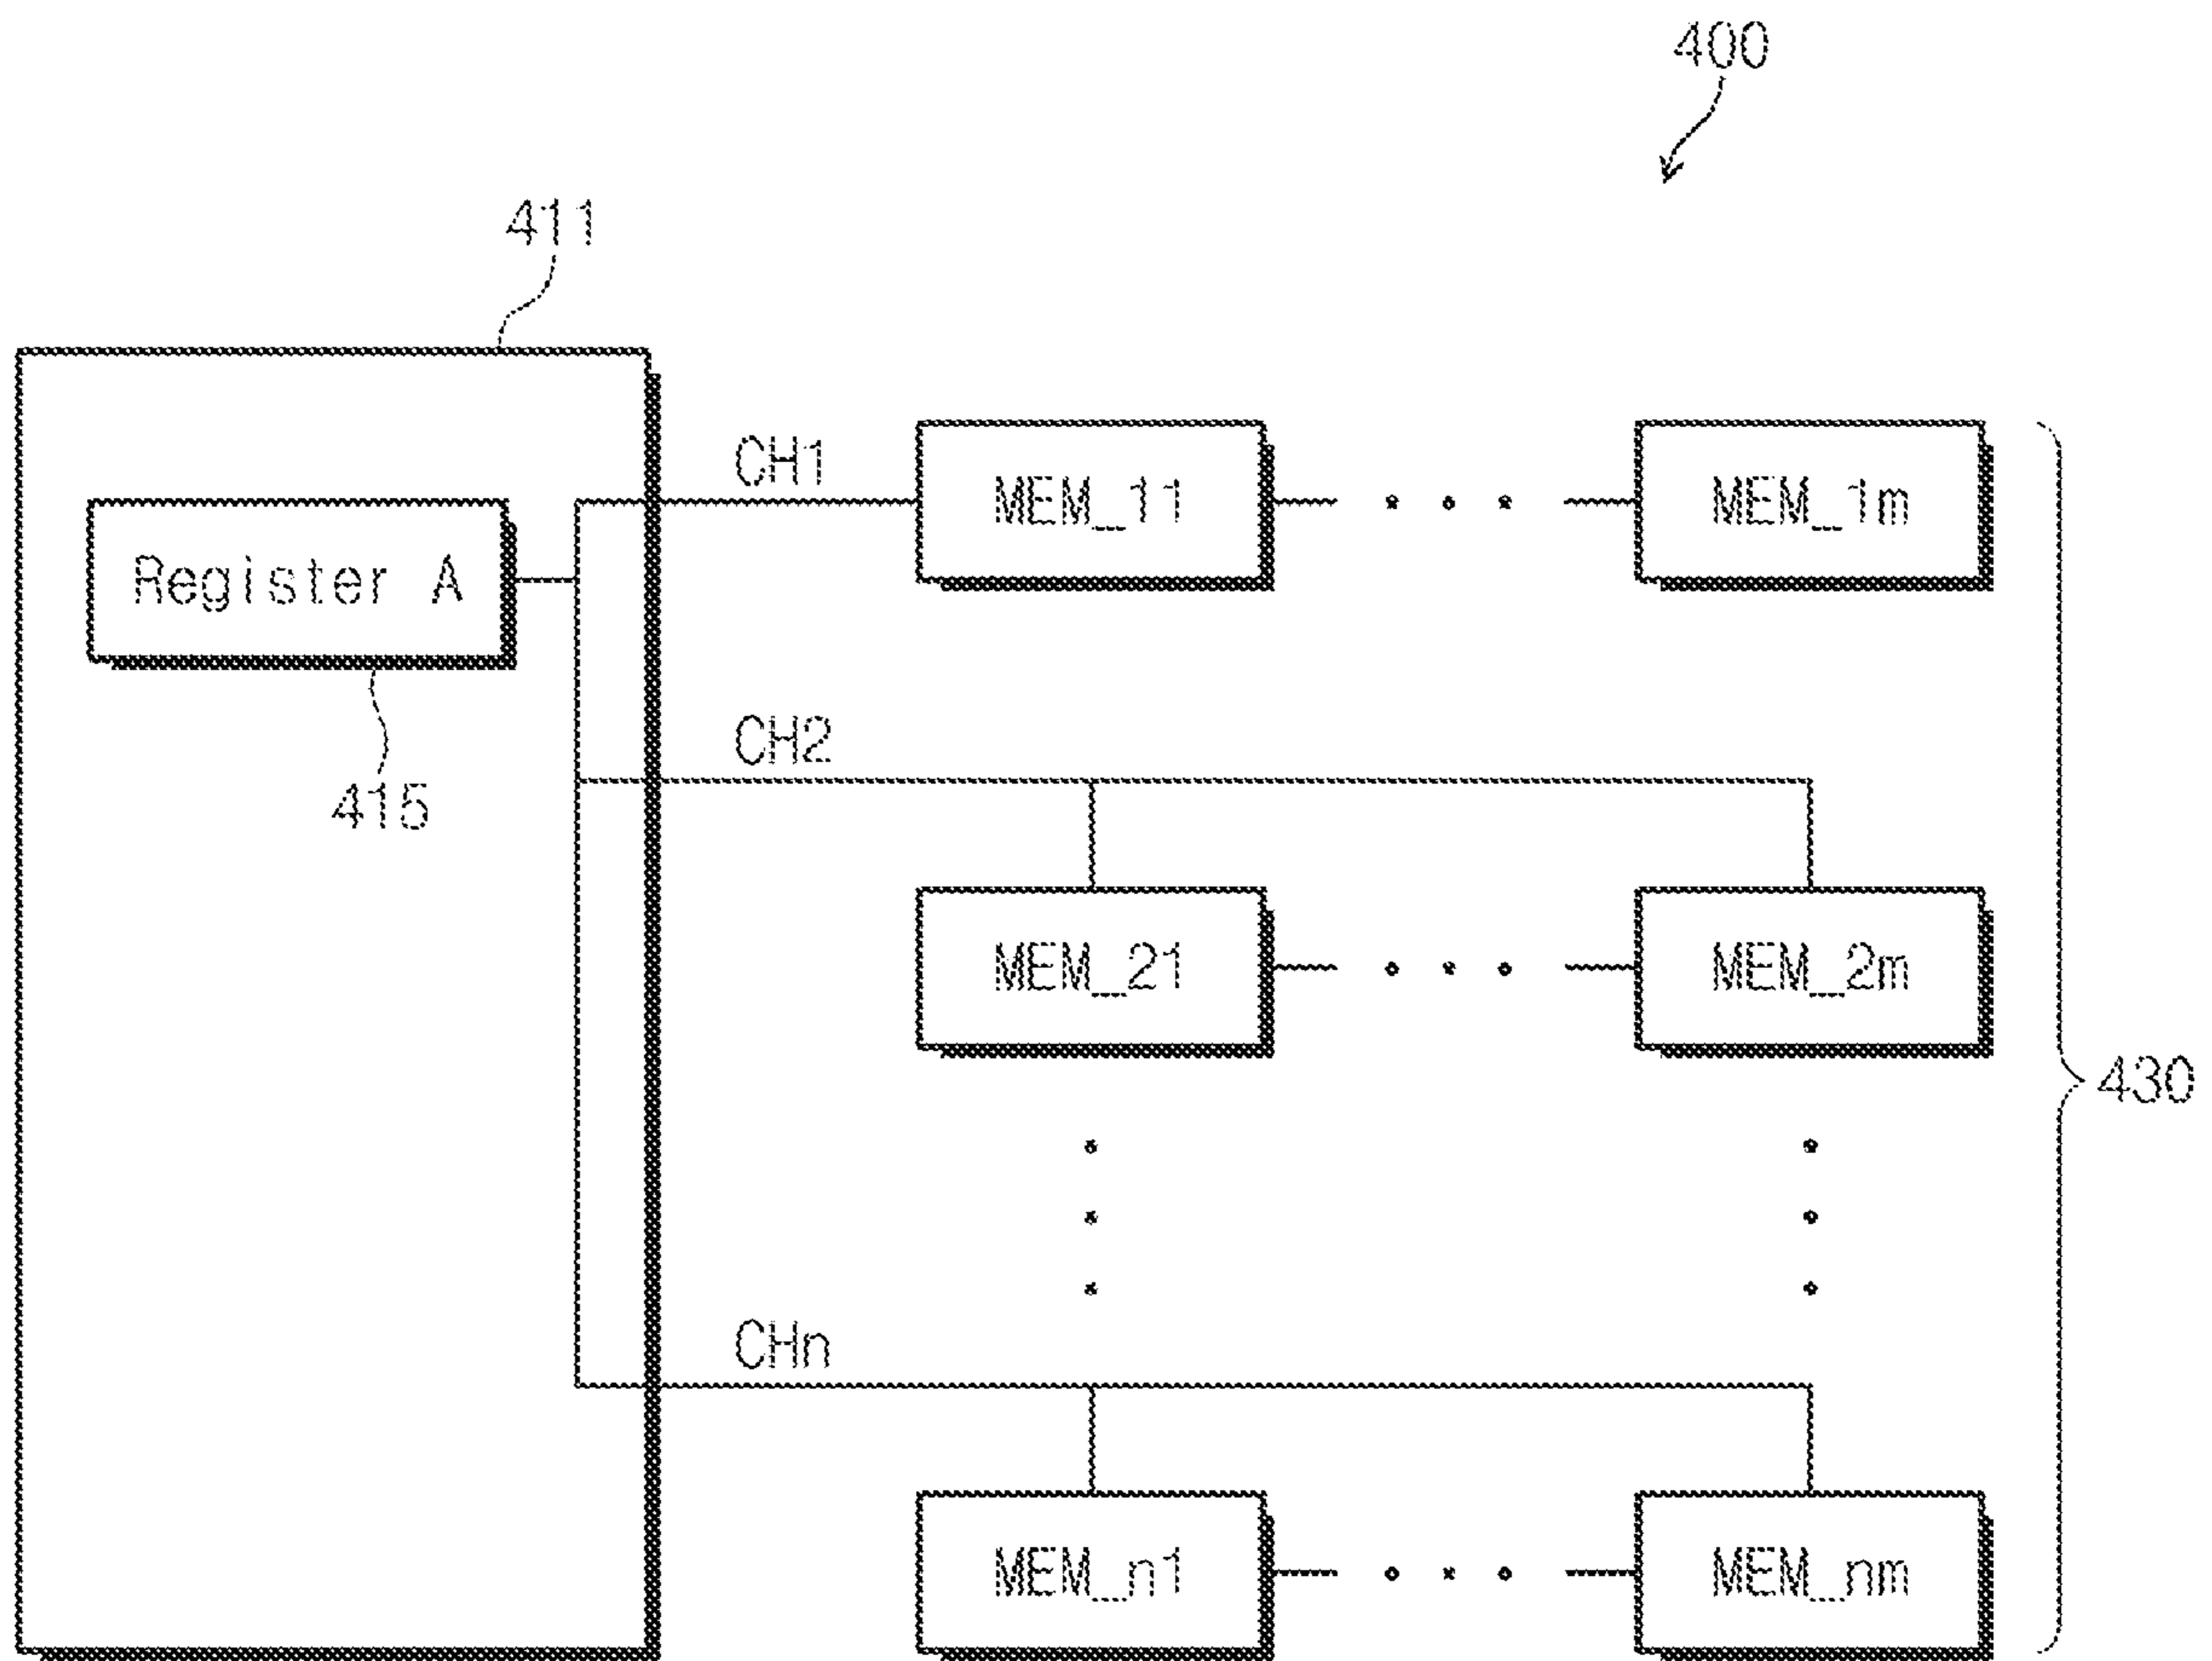 400
411
CH1
MEM_11
MEM_1m
Register A
CH2
415
MEM_21
MEM_2m
430
CHn
MEM_n1
MEM_nm